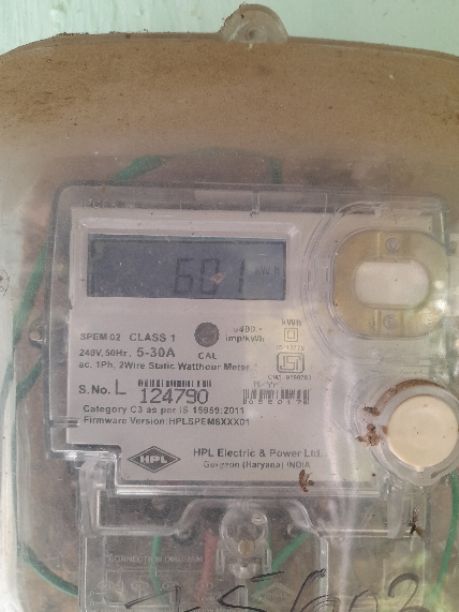 601 kWh
SPEM 02 CLASS 1
240V, 50Hz, 5-30A
CAL
imp/kWh
kWh
ac, 1Ph, 2Wire Static Watthour Meter
S.No. L 124790
Category C3 as per IS 15959:2011
Firmware Version:HPLSPEM6XXX01
HPL
HPL Electric & Power Ltd.
Gurgaon (Haryana) INDIA
CONNECTION DIAGRAM